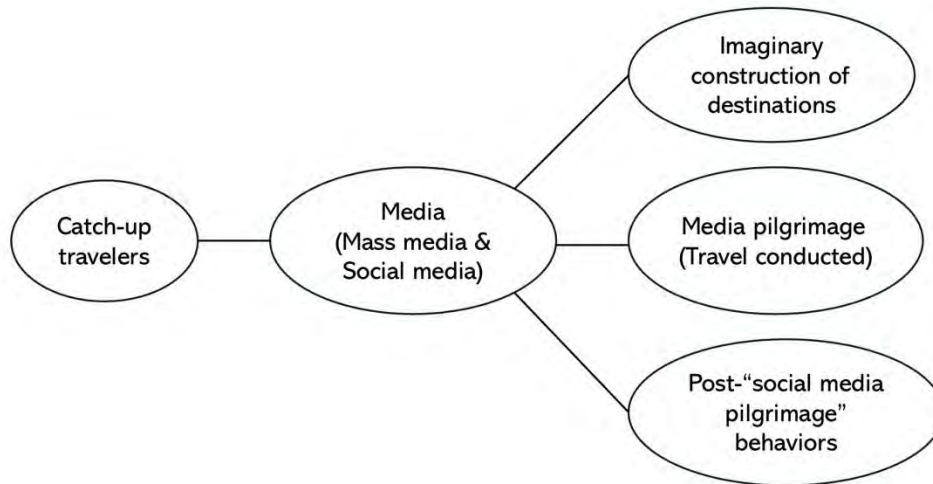 Imaginary
construction of
destinations
Catch-up
travelers
Media
(Mass media &
Social media)
Media pilgrimage
(Travel conducted)
Post-“social media
pilgrimage”
behaviors